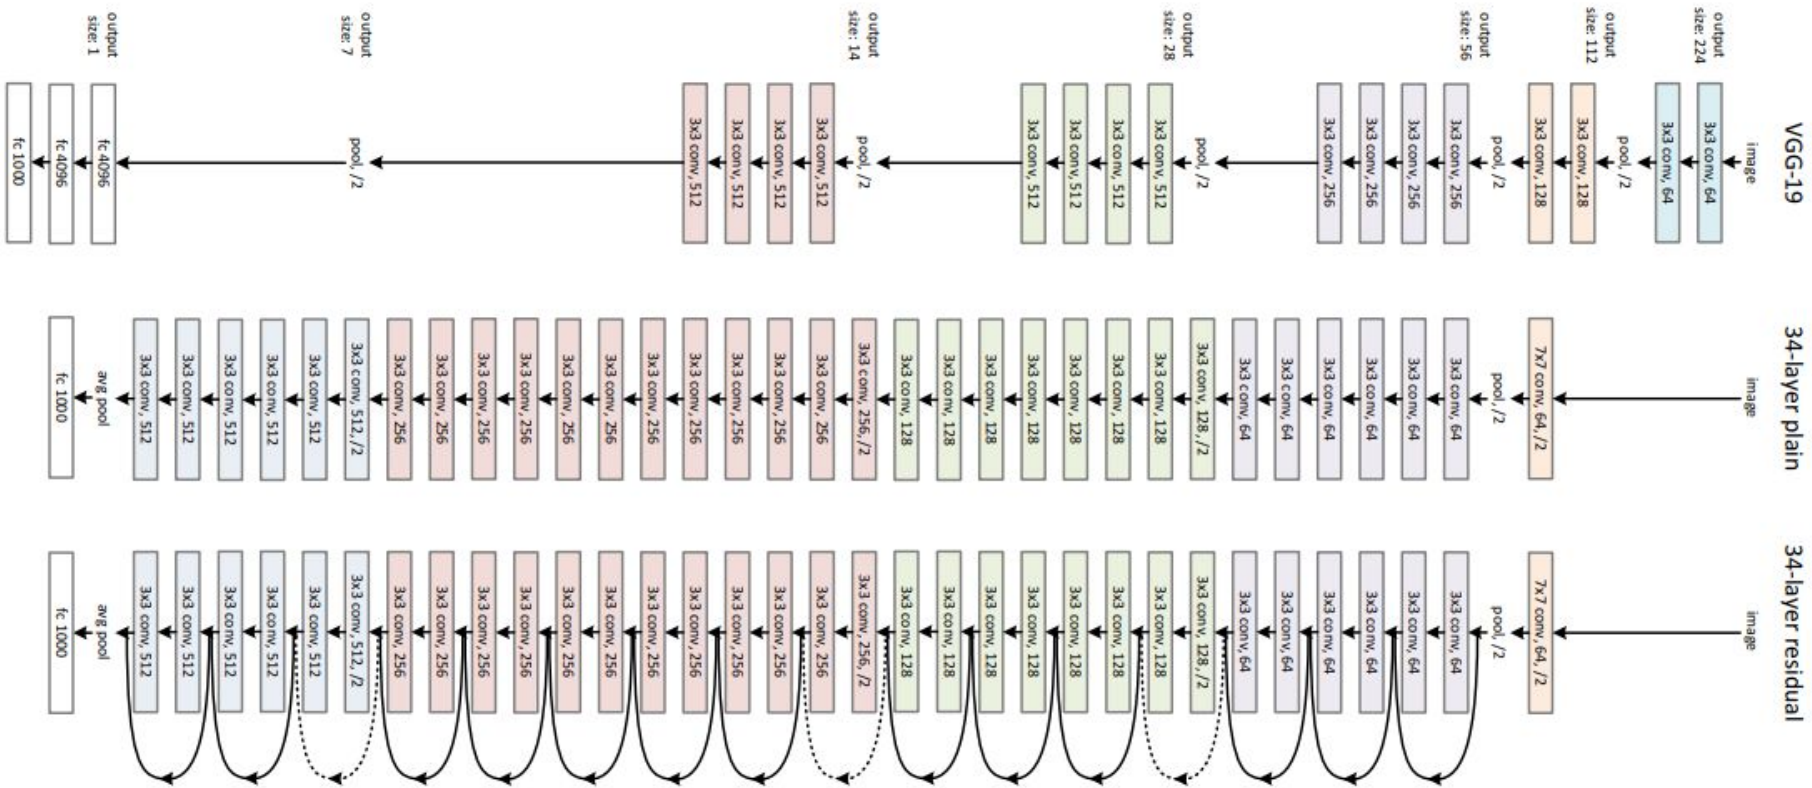 output
size: 224
output
size: 112
output
size: 56
output
size: 28
output
size: 14
output
size: 7
output
size: 1
VGG-19
image
3x3 conv, 64
3x3 conv, 64
pool, /2
3x3 conv, 128
3x3 conv, 128
pool, /2
3x3 conv, 256
3x3 conv, 256
3x3 conv, 256
3x3 conv, 256
pool, /2
3x3 conv, 512
3x3 conv, 512
3x3 conv, 512
3x3 conv, 512
pool, /2
3x3 conv, 512
3x3 conv, 512
3x3 conv, 512
3x3 conv, 512
pool, /2
fc 4096
fc 4096
fc 1000
34-layer plain
image
7x7 conv, 64, /2
pool, /2
3x3 conv, 64
3x3 conv, 64
3x3 conv, 64
3x3 conv, 64
3x3 conv, 64
3x3 conv, 64
3x3 conv, 128, /2
3x3 conv, 128
3x3 conv, 128
3x3 conv, 128
3x3 conv, 128
3x3 conv, 128
3x3 conv, 128
3x3 conv, 128
3x3 conv, 256, /2
3x3 conv, 256
3x3 conv, 256
3x3 conv, 256
3x3 conv, 256
3x3 conv, 256
3x3 conv, 256
3x3 conv, 256
3x3 conv, 256
3x3 conv, 256
3x3 conv, 256
3x3 conv, 256
3x3 conv, 512, /2
3x3 conv, 512
3x3 conv, 512
3x3 conv, 512
3x3 conv, 512
3x3 conv, 512
avg pool
fc 1000
34-layer residual
image
7x7 conv, 64, /2
pool, /2
3x3 conv, 64
3x3 conv, 64
3x3 conv, 64
3x3 conv, 64
3x3 conv, 64
3x3 conv, 64
3x3 conv, 128, /2
3x3 conv, 128
3x3 conv, 128
3x3 conv, 128
3x3 conv, 128
3x3 conv, 128
3x3 conv, 128
3x3 conv, 128
3x3 conv, 256, /2
3x3 conv, 256
3x3 conv, 256
3x3 conv, 256
3x3 conv, 256
3x3 conv, 256
3x3 conv, 256
3x3 conv, 256
3x3 conv, 256
3x3 conv, 256
3x3 conv, 256
3x3 conv, 256
3x3 conv, 512, /2
3x3 conv, 512
3x3 conv, 512
3x3 conv, 512
3x3 conv, 512
3x3 conv, 512
avg pool
fc 1000